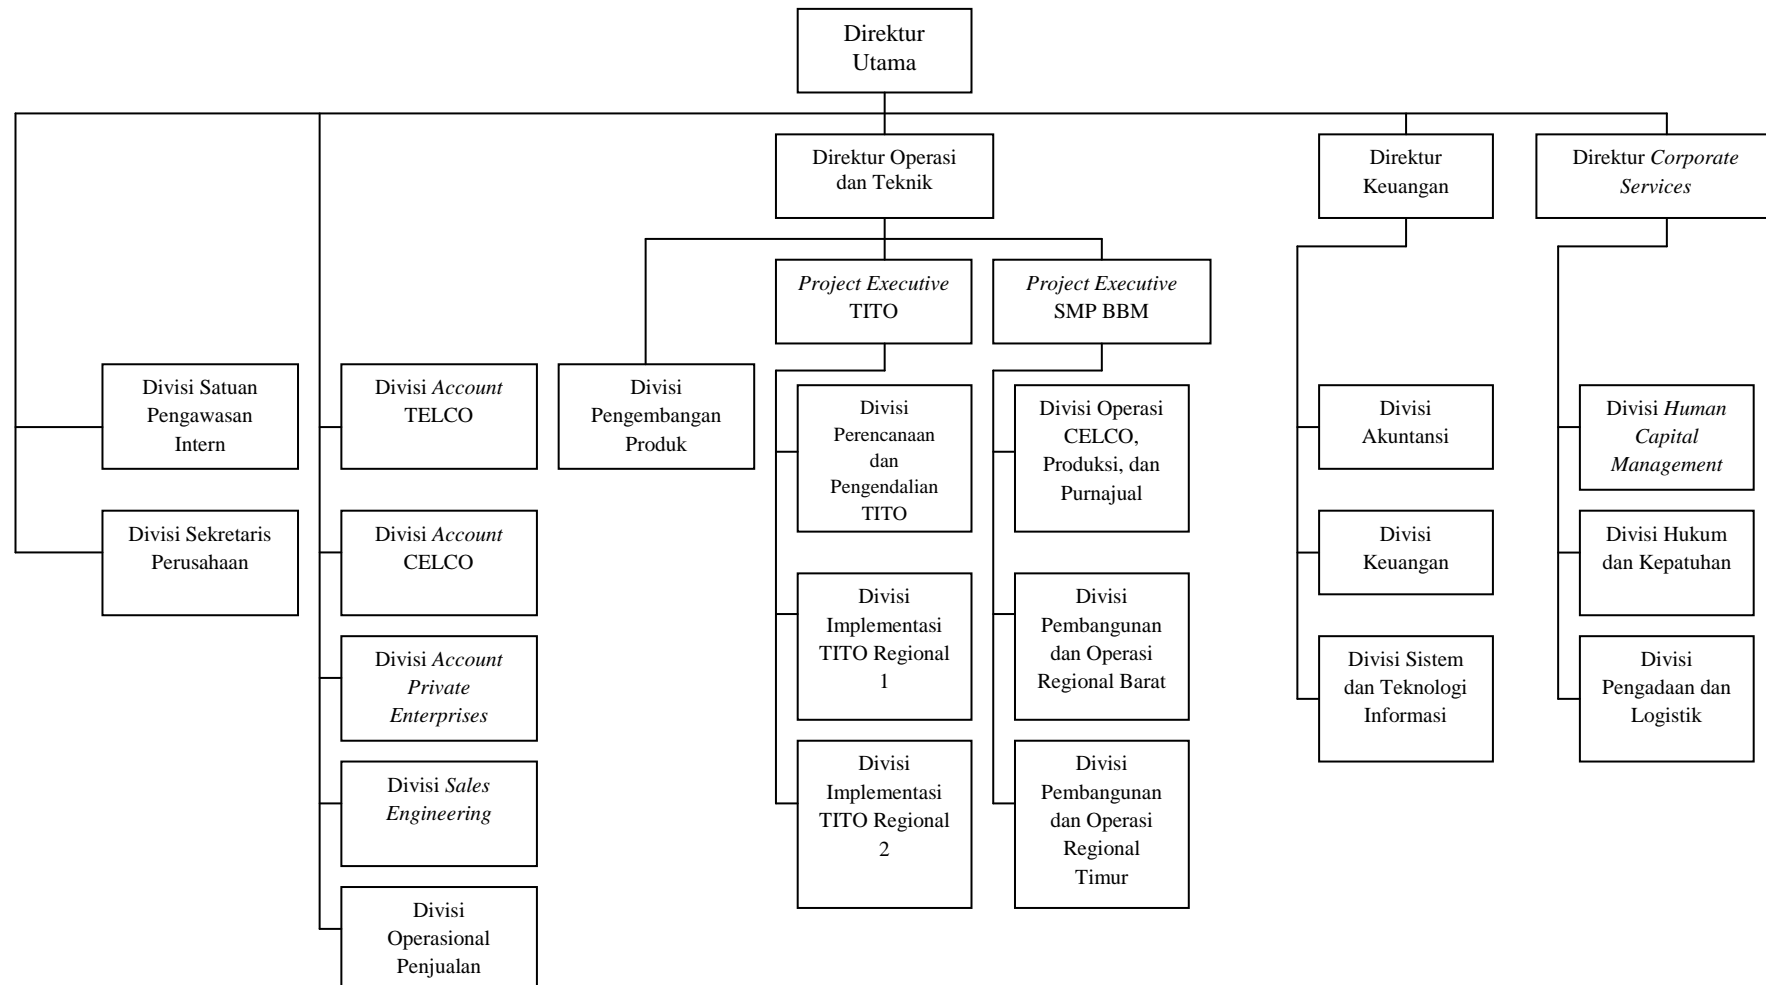 Direktur
Utama
Direktur Operasi
dan Teknik
Direktur
Keuangan
Direktur Corporate
Services
Project Executive
TITO
Project Executive
SMP BBM
Divisi Satuan
Pengawasan
Intern
Divisi Account
TELCO
Divisi
Pengembangan
Produk
Divisi
Perencanaan
dan
Pengendalian
TITO
Divisi Operasi
CELCO,
Produksi, dan
Purnajual
Divisi
Akuntansi
Divisi Human
Capital
Management
Divisi Sekretaris
Perusahaan
Divisi Account
CELCO
Divisi
Keuangan
Divisi Hukum
dan Kepatuhan
Divisi
Implementasi
TITO Regional
1
Divisi
Pembangunan
dan Operasi
Regional Barat
Divisi Account
Private
Enterprises
Divisi Sistem
dan Teknologi
Informasi
Divisi
Pengadaan dan
Logistik
Divisi
Implementasi
TITO Regional
2
Divisi
Pembangunan
dan Operasi
Regional
Timur
Divisi Sales
Engineering
Divisi
Operasional
Penjualan